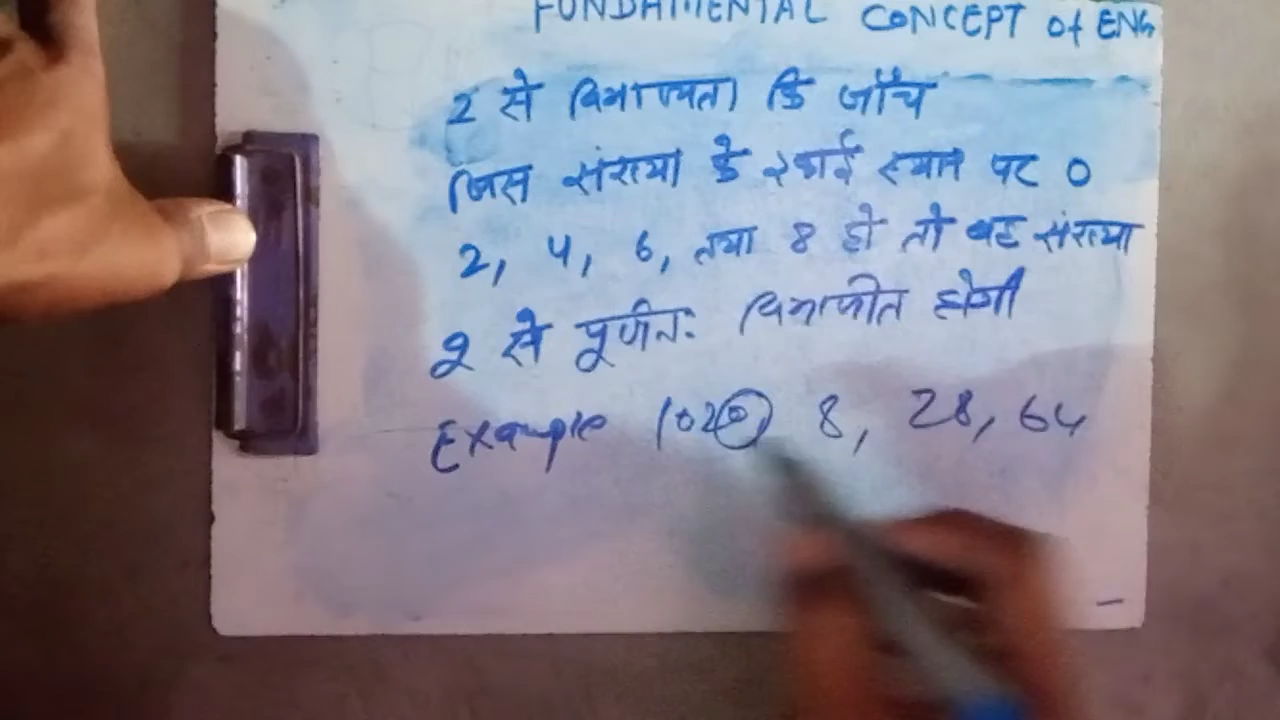 FUNDAMENTAL CONCEPT of ENG
2 से विभाज्यता कि जाँच
जिस संख्या के इकाई स्थान पर 0
2, 4, 6, तथा 8 हो तो वह संख्या
2 से पूर्णतः विभाजीत होगी
Example 1020, 8, 28, 64